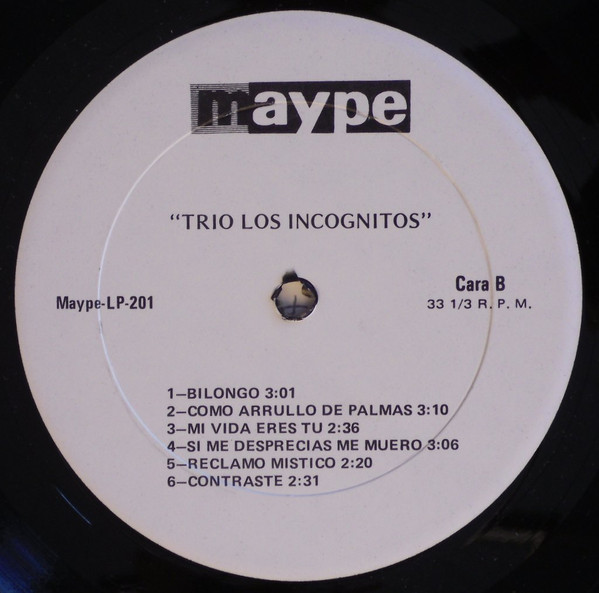 maype
“TRIO LOS INCOGNITOS”
Maype-LP-201
Cara B
33 1/3 R. P. M.
1—BILONGO 3:01
2—COMO ARRULLO DE PALMAS 3:10
3—MI VIDA ERES TU 2:36
4—SI ME DESPRECIAS ME MUERO 3:06
5—RECLAMO MISTICO 2:20
6—CONTRASTE 2:31